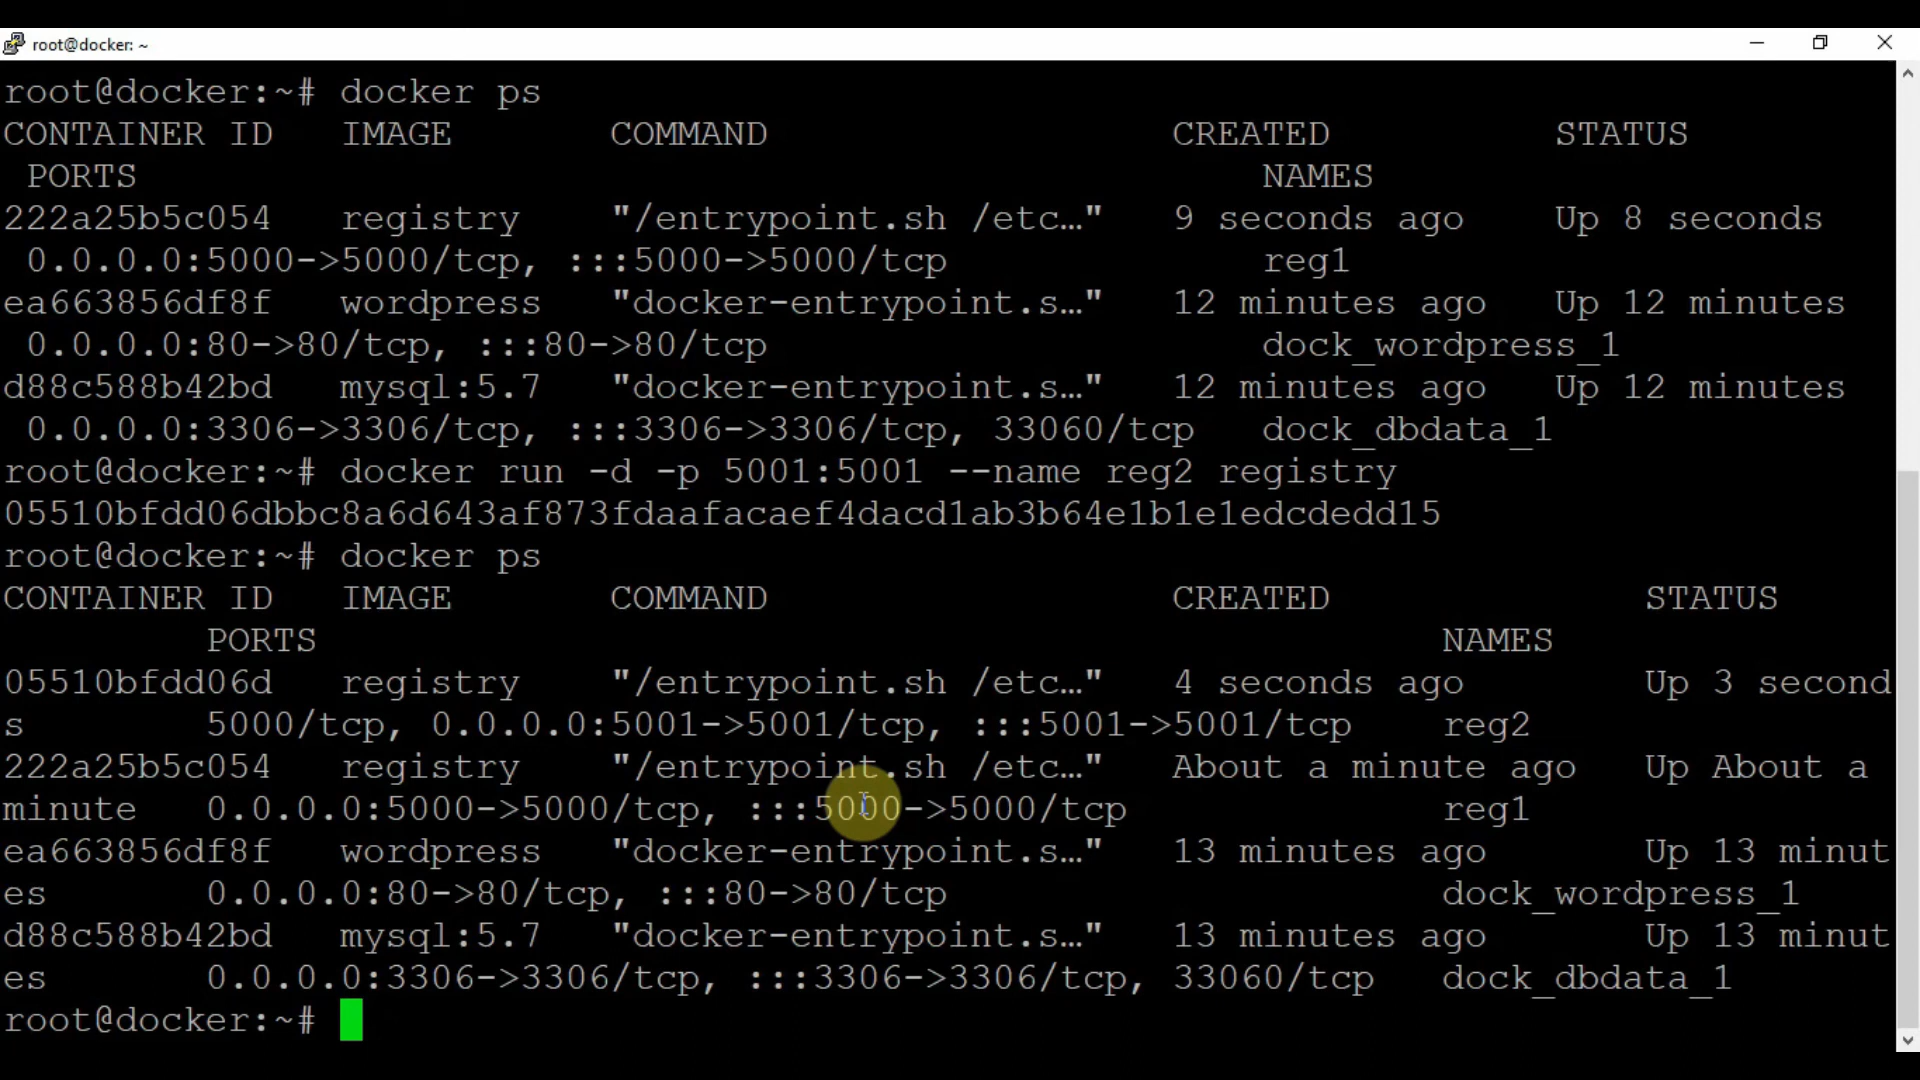 root@docker: ~
root@docker:~# docker ps
CONTAINER ID   IMAGE       COMMAND                  CREATED          STATUS
 PORTS                                                  NAMES
222a25b5c054   registry    "/entrypoint.sh /etc…"   9 seconds ago    Up 8 seconds
 0.0.0.0:5000->5000/tcp, :::5000->5000/tcp              reg1
ea663856df8f   wordpress   "docker-entrypoint.s…"   12 minutes ago   Up 12 minutes
 0.0.0.0:80->80/tcp, :::80->80/tcp                      dock_wordpress_1
d88c588b42bd   mysql:5.7   "docker-entrypoint.s…"   12 minutes ago   Up 12 minutes
 0.0.0.0:3306->3306/tcp, :::3306->3306/tcp, 33060/tcp   dock_dbdata_1
root@docker:~# docker run -d -p 5001:5001 --name reg2 registry
05510bfdd06dbbc8a6d643af873fdaafacaef4dacd1ab3b64e1b1e1edcdedd15
root@docker:~# docker ps
CONTAINER ID   IMAGE       COMMAND                  CREATED              STATUS
         PORTS                                                  NAMES
05510bfdd06d   registry    "/entrypoint.sh /etc…"   4 seconds ago        Up 3 second
s        5000/tcp, 0.0.0.0:5001->5001/tcp, :::5001->5001/tcp    reg2
222a25b5c054   registry    "/entrypoint.sh /etc…"   About a minute ago   Up About a
minute   0.0.0.0:5000->5000/tcp, :::5000->5000/tcp              reg1
ea663856df8f   wordpress   "docker-entrypoint.s…"   13 minutes ago       Up 13 minut
es       0.0.0.0:80->80/tcp, :::80->80/tcp                      dock_wordpress_1
d88c588b42bd   mysql:5.7   "docker-entrypoint.s…"   13 minutes ago       Up 13 minut
es       0.0.0.0:3306->3306/tcp, :::3306->3306/tcp, 33060/tcp   dock_dbdata_1
root@docker:~#